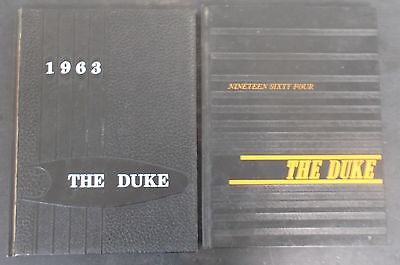 1963
THE DUKE
NINETEEN SIXTY FOUR
THE DUKE